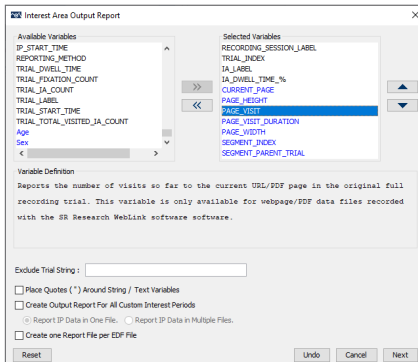 Interest Area Output Report
Available Variables
IP_START_TIME
REPORTING_METHOD
TRIAL_DWELL_TIME
TRIAL_FIXATION_COUNT
TRIAL_IA_COUNT
TRIAL_LABEL
TRIAL_START_TIME
TRIAL_TOTAL_VISITED_IA_COUNT
Age
Sex
>>
<<
Selected Variables
RECORDING_SESSION_LABEL
TRIAL_INDEX
IA_LABEL
IA_DWELL_TIME_%
CURRENT_PAGE
PAGE_HEIGHT
PAGE_VISIT
PAGE_VISIT_DURATION
PAGE_WIDTH
SEGMENT_INDEX
SEGMENT_PARENT_TRIAL
Variable Definition
Reports the number of visits so far to the current URL/PDF page in the original full
recording trial. This variable is only available for webpage/PDF data files recorded
with the SR Research WebLink software software.
Exclude Trial String :
Place Quotes (") Around String / Text Variables
Create Output Report For All Custom Interest Periods
Report IP Data in One File. Report IP Data in Multiple Files.
Create one Report File per EDF File
Reset Undo Cancel Next